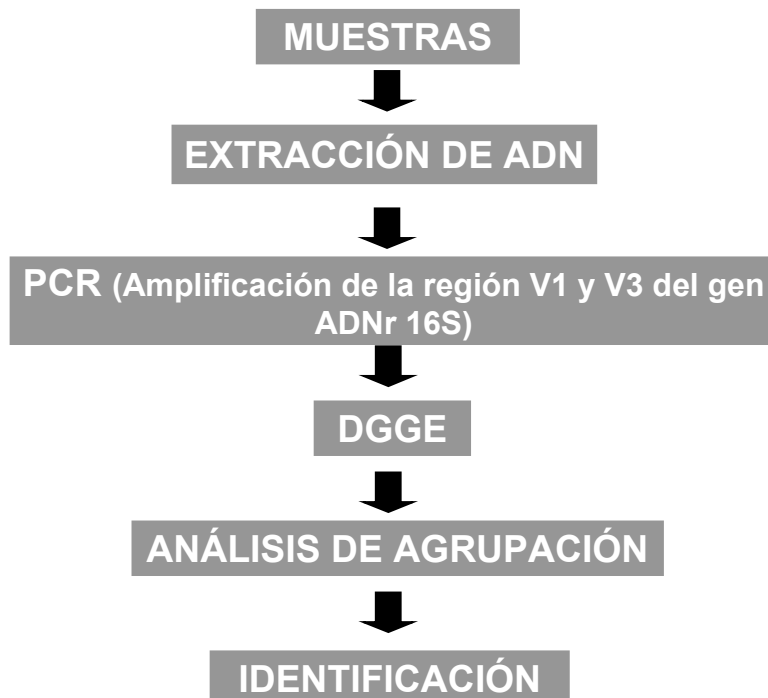 MUESTRAS
EXTRACCIÓN DE ADN
PCR (Amplificación de la región V1 y V3 del gen
ADNr 16S)
DGGE
ANÁLISIS DE AGRUPACIÓN
IDENTIFICACIÓN